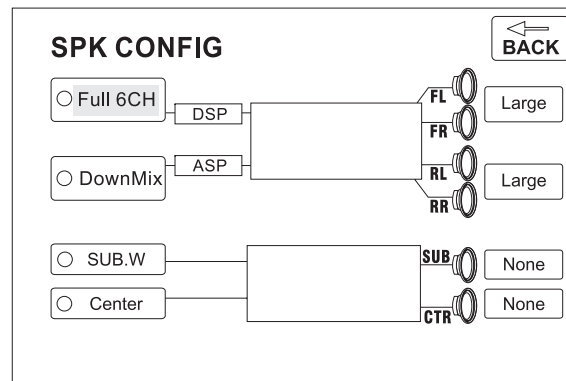 SPK CONFIG
BACK
Full 6CH
DSP
FL
Large
FR
DownMix
ASP
RL
Large
RR
SUB.W
SUB
None
Center
CTR
None